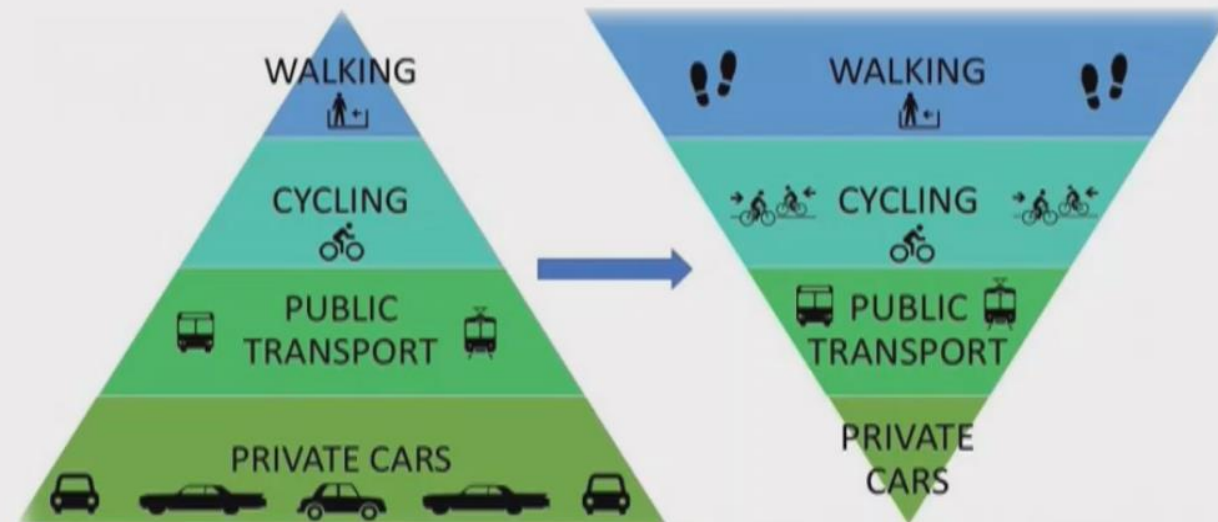 WALKING
CYCLING
PUBLIC
TRANSPORT
PRIVATE CARS
WALKING
CYCLING
PUBLIC
TRANSPORT
PRIVATE
CARS